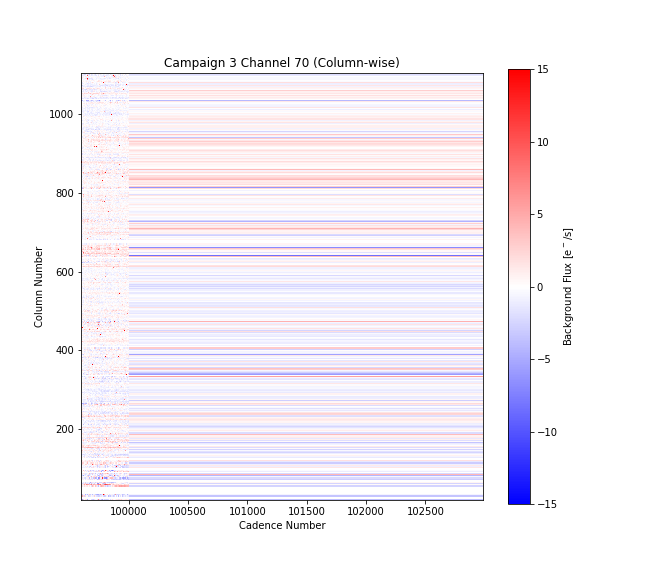 Campaign 3 Channel 70 (Column-wise)
1000
800
600
400
200
Column Number
100000 100500 101000 101500 102000 102500
Cadence Number
15
10
5
0
−5
−10
−15
Background Flux [e⁻/s]